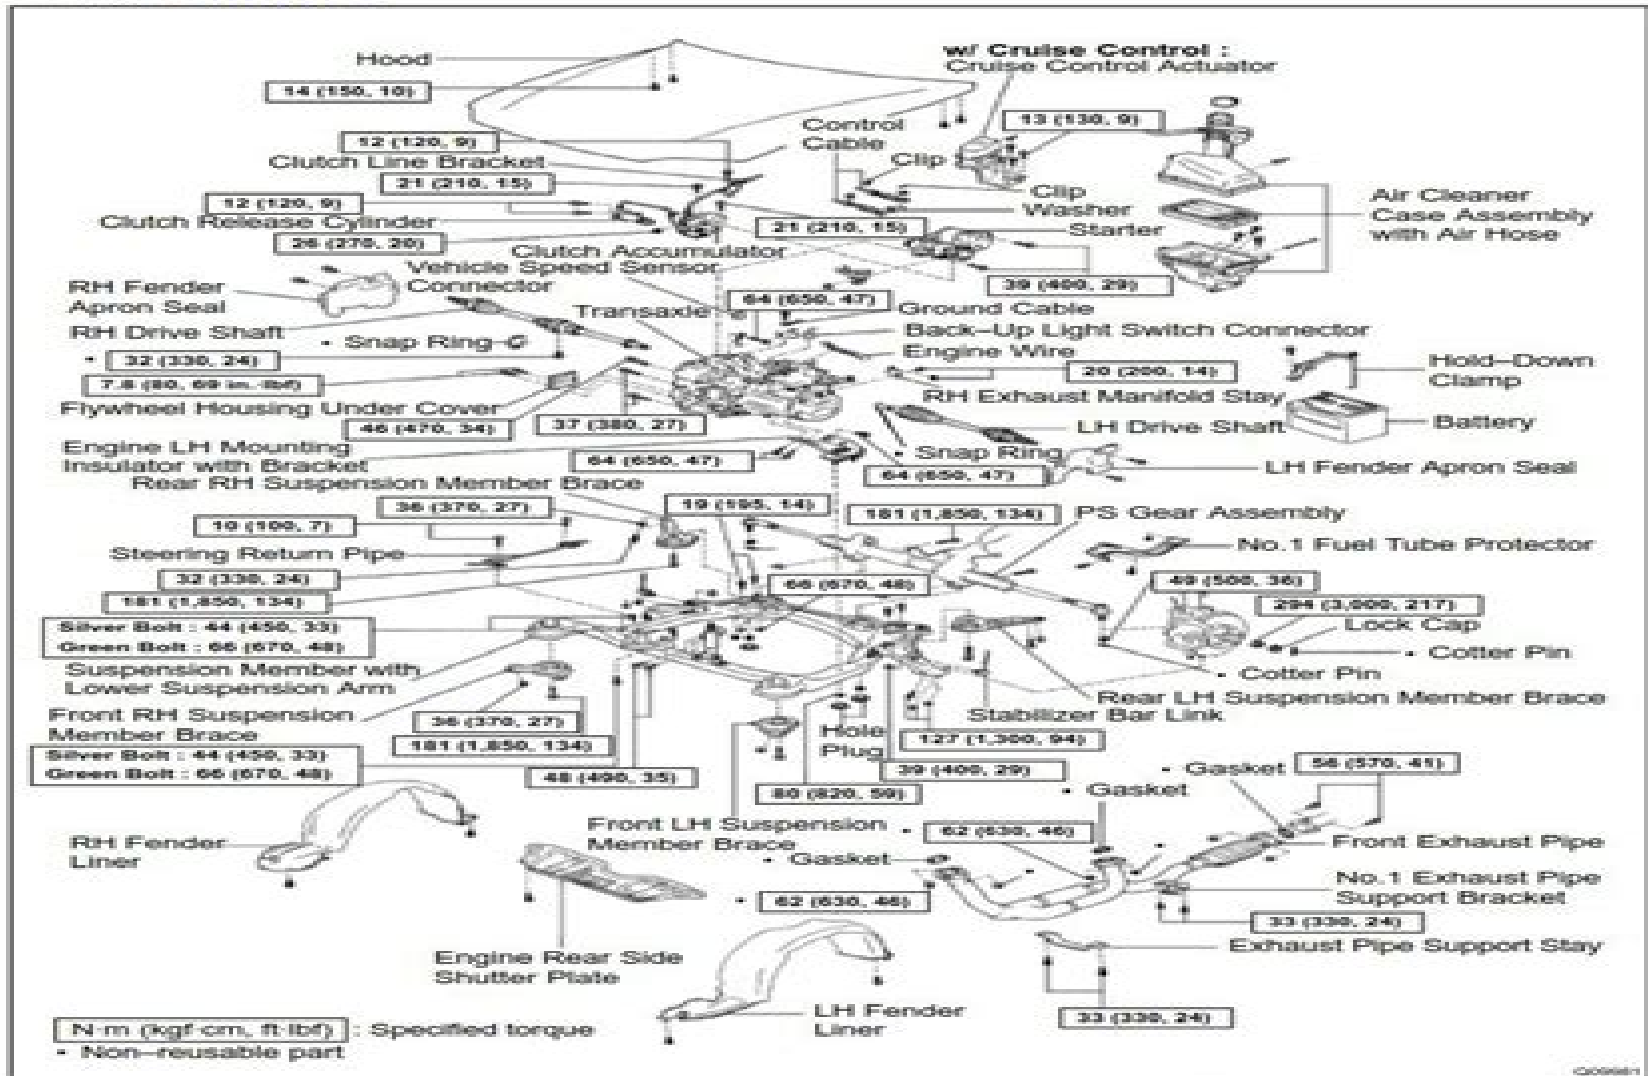 Hood
w/ Cruise Control :
Cruise Control Actuator
14 (150, 10)
13 (130, 9)
Control
Cable
12 (120, 9)
Clutch Line Bracket
Clip
21 (210, 15)
Clip
12 (120, 9)
Washer
Air Cleaner
Case Assembly
with Air Hose
Clutch Release Cylinder
21 (210, 15)
Starter
26 (270, 20)
Clutch Accumulator
Vehicle Speed Sensor
Connector
39 (400, 29)
RH Fender
Apron Seal
64 (650, 47)
Transaxle
Ground Cable
RH Drive Shaft
Back-Up Light Switch Connector
• Snap Ring
Engine Wire
• 32 (330, 24)
20 (200, 14)
Hold-Down
Clamp
7.8 (80, 69 in.·lbf)
RH Exhaust Manifold Stay
Flywheel Housing Under Cover
46 (470, 34)
37 (380, 27)
LH Drive Shaft
Battery
Engine LH Mounting
Insulator with Bracket
64 (650, 47)
• Snap Ring
64 (650, 47)
LH Fender Apron Seal
Rear RH Suspension Member Brace
36 (370, 27)
19 (195, 14)
181 (1,850, 134)
PS Gear Assembly
10 (100, 7)
Steering Return Pipe
No.1 Fuel Tube Protector
32 (330, 24)
66 (670, 48)
49 (500, 36)
181 (1,850, 134)
294 (3,000, 217)
Silver Bolt : 44 (450, 33)
Green Bolt : 66 (670, 48)
Lock Cap
• Cotter Pin
Suspension Member with
Lower Suspension Arm
• Cotter Pin
Rear LH Suspension Member Brace
Front RH Suspension
Member Brace
36 (370, 27)
Stabilizer Bar Link
Hole
Plug
181 (1,850, 134)
127 (1,300, 94)
Silver Bolt : 44 (450, 33)
Green Bolt : 66 (670, 48)
48 (490, 35)
39 (400, 29)
• Gasket
56 (570, 41)
80 (820, 59)
• Gasket
RH Fender
Liner
Front LH Suspension
Member Brace
• 62 (630, 46)
Front Exhaust Pipe
• Gasket
No.1 Exhaust Pipe
Support Bracket
• 62 (630, 46)
33 (330, 24)
Engine Rear Side
Shutter Plate
Exhaust Pipe Support Stay
LH Fender
Liner
33 (330, 24)
N·m (kgf·cm, ft·lbf) : Specified torque
• Non-reusable part